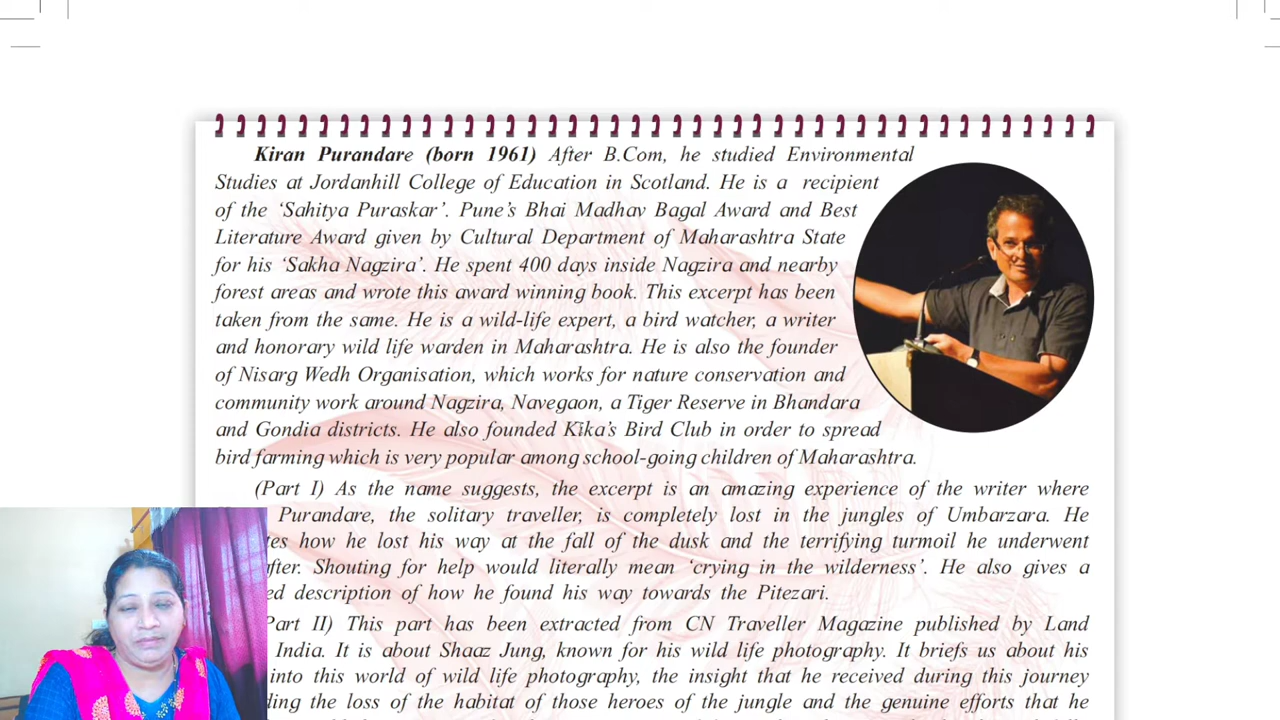 Kiran Purandare (born 1961) After B.Com, he studied Environmental
Studies at Jordanhill College of Education in Scotland. He is a recipient
of the ‘Sahitya Puraskar’. Pune’s Bhai Madhav Bagal Award and Best
Literature Award given by Cultural Department of Maharashtra State
for his ‘Sakha Nagzira’. He spent 400 days inside Nagzira and nearby
forest areas and wrote this award winning book. This excerpt has been
taken from the same. He is a wild-life expert, a bird watcher, a writer
and honorary wild life warden in Maharashtra. He is also the founder
of Nisarg Wedh Organisation, which works for nature conservation and
community work around Nagzira, Navegaon, a Tiger Reserve in Bhandara
and Gondia districts. He also founded Kika’s Bird Club in order to spread
bird farming which is very popular among school-going children of Maharashtra.
(Part I) As the name suggests, the excerpt is an amazing experience of the writer where
Purandare, the solitary traveller, is completely lost in the jungles of Umbarzara. He
how he lost his way at the fall of the dusk and the terrifying turmoil he underwent
Shouting for help would literally mean ‘crying in the wilderness’. He also gives a
description of how he found his way towards the Pitezari.
Part II) This part has been extracted from CN Traveller Magazine published by Land
India. It is about Shaaz Jung, known for his wild life photography. It briefs us about his
into this world of wild life photography, the insight that he received during this journey
the loss of the habitat of those heroes of the jungle and the genuine efforts that he